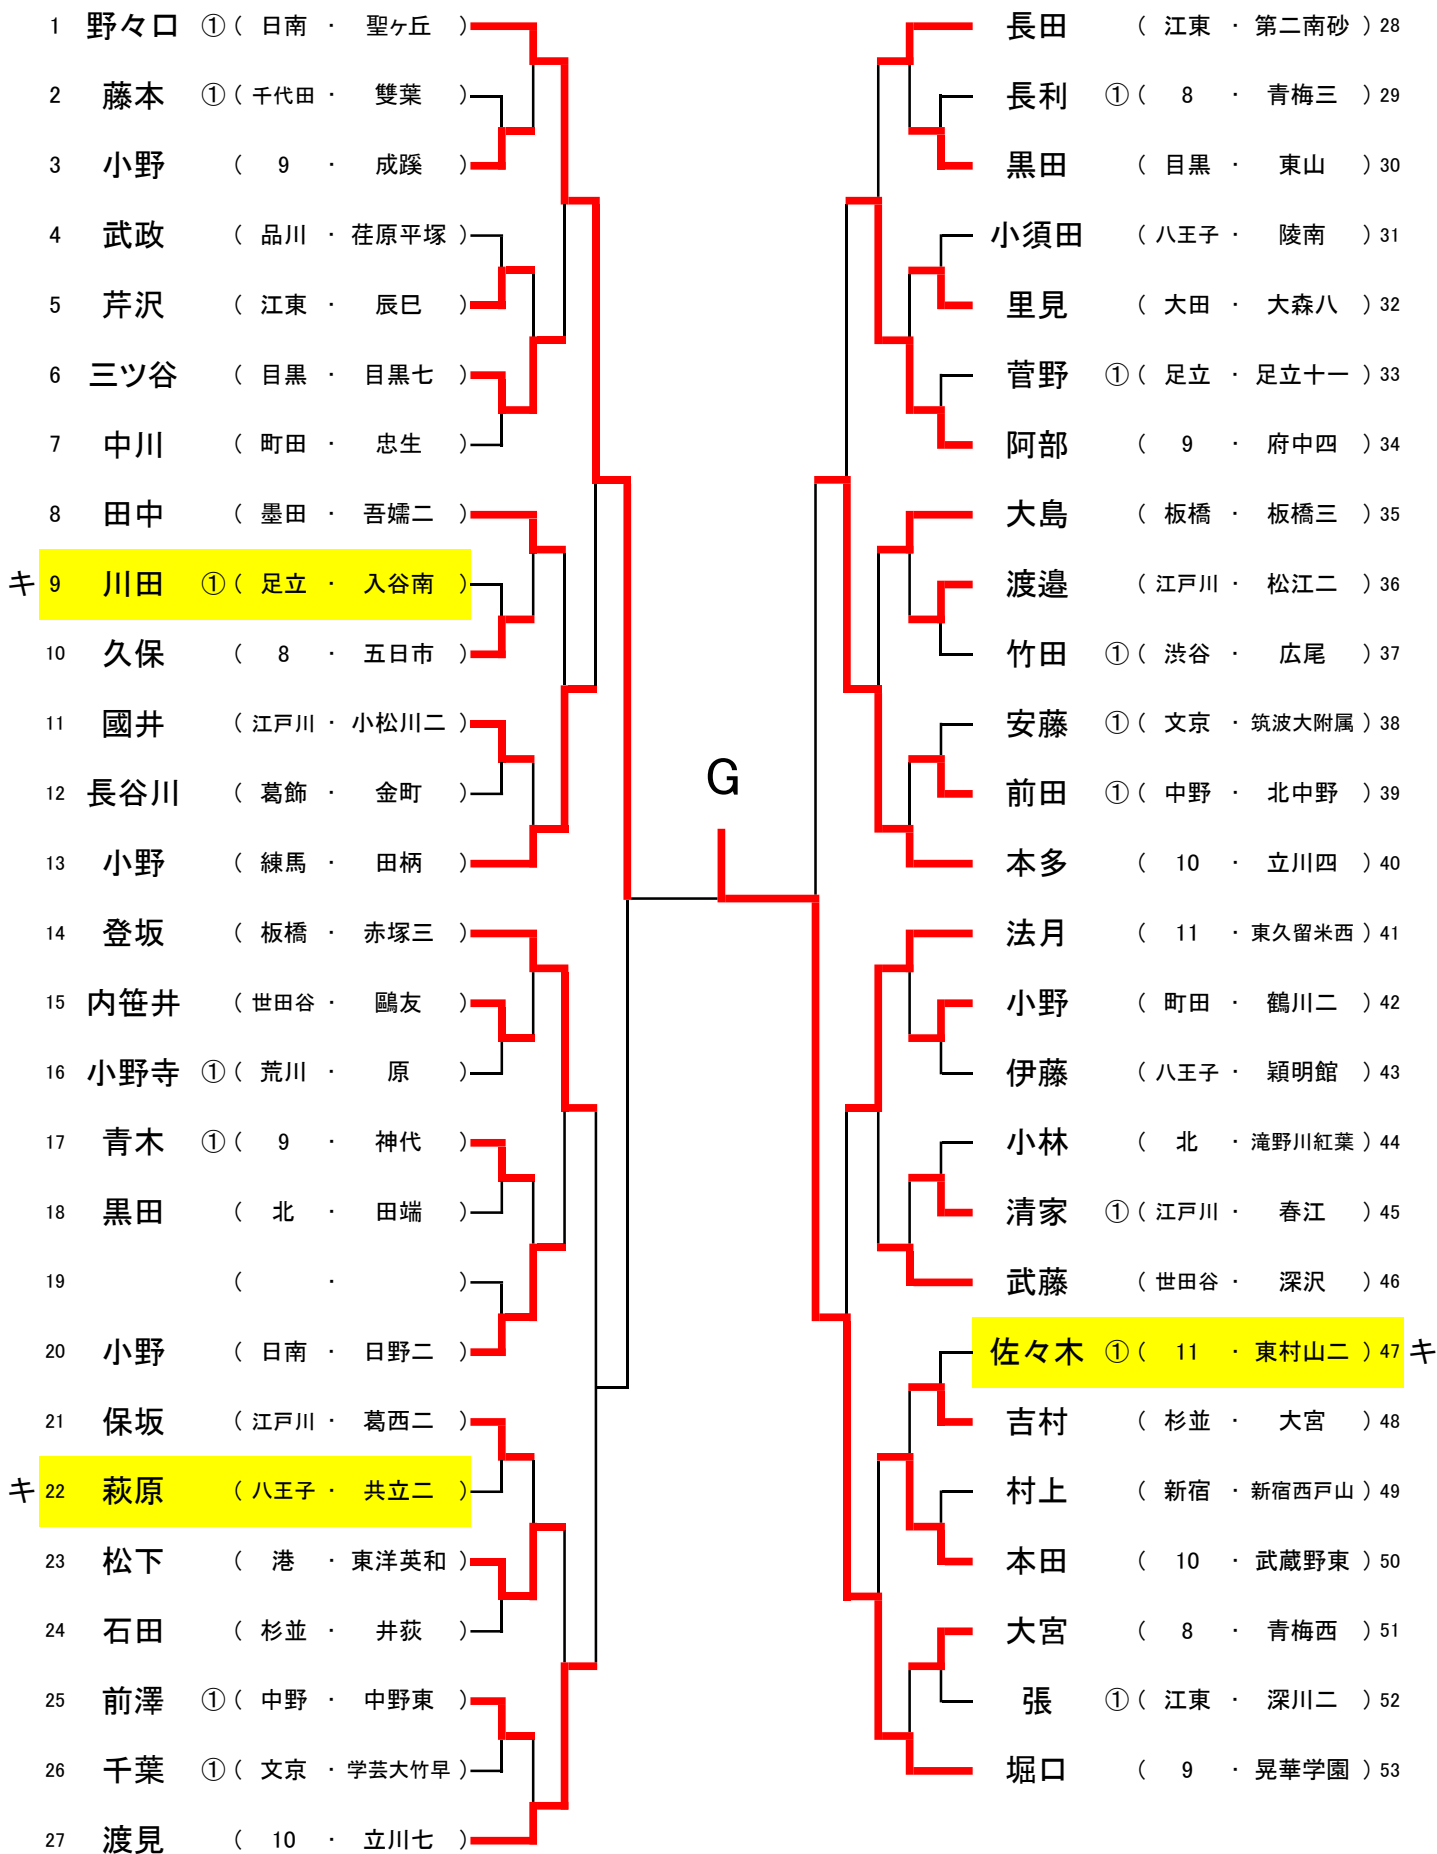 1 野々口 ① ( 日南 ・ 聖ヶ丘 )
2 藤本 ① ( 千代田 ・ 雙葉 )
3 小野 ( 9 ・ 成蹊 )
4 武政 ( 品川 ・ 荏原平塚 )
5 芹沢 ( 江東 ・ 辰巳 )
6 三ツ谷 ( 目黒 ・ 目黒七 )
7 中川 ( 町田 ・ 忠生 )
8 田中 ( 墨田 ・ 吾嬬二 )
キ 9 川田 ① ( 足立 ・ 入谷南 )
10 久保 ( 8 ・ 五日市 )
11 國井 ( 江戸川 ・ 小松川二 )
12 長谷川 ( 葛飾 ・ 金町 )
13 小野 ( 練馬 ・ 田柄 )
14 登坂 ( 板橋 ・ 赤塚三 )
15 内笹井 ( 世田谷 ・ 鷗友 )
16 小野寺 ① ( 荒川 ・ 原 )
17 青木 ① ( 9 ・ 神代 )
18 黒田 ( 北 ・ 田端 )
19 ( ・ )
20 小野 ( 日南 ・ 日野二 )
21 保坂 ( 江戸川 ・ 葛西二 )
キ 22 萩原 ( 八王子 ・ 共立二 )
23 松下 ( 港 ・ 東洋英和 )
24 石田 ( 杉並 ・ 井荻 )
25 前澤 ① ( 中野 ・ 中野東 )
26 千葉 ① ( 文京 ・ 学芸大竹早 )
27 渡見 ( 10 ・ 立川七 )
G
長田 ( 江東 ・ 第二南砂 ) 28
長利 ① ( 8 ・ 青梅三 ) 29
黒田 ( 目黒 ・ 東山 ) 30
小須田 ( 八王子 ・ 陵南 ) 31
里見 ( 大田 ・ 大森八 ) 32
菅野 ① ( 足立 ・ 足立十一 ) 33
阿部 ( 9 ・ 府中四 ) 34
大島 ( 板橋 ・ 板橋三 ) 35
渡邉 ( 江戸川 ・ 松江二 ) 36
竹田 ① ( 渋谷 ・ 広尾 ) 37
安藤 ① ( 文京 ・ 筑波大附属 ) 38
前田 ① ( 中野 ・ 北中野 ) 39
本多 ( 10 ・ 立川四 ) 40
法月 ( 11 ・ 東久留米西 ) 41
小野 ( 町田 ・ 鶴川二 ) 42
伊藤 ( 八王子 ・ 穎明館 ) 43
小林 ( 北 ・ 滝野川紅葉 ) 44
清家 ① ( 江戸川 ・ 春江 ) 45
武藤 ( 世田谷 ・ 深沢 ) 46
佐々木 ① ( 11 ・ 東村山二 ) 47 キ
吉村 ( 杉並 ・ 大宮 ) 48
村上 ( 新宿 ・ 新宿西戸山 ) 49
本田 ( 10 ・ 武蔵野東 ) 50
大宮 ( 8 ・ 青梅西 ) 51
張 ① ( 江東 ・ 深川二 ) 52
堀口 ( 9 ・ 晃華学園 ) 53